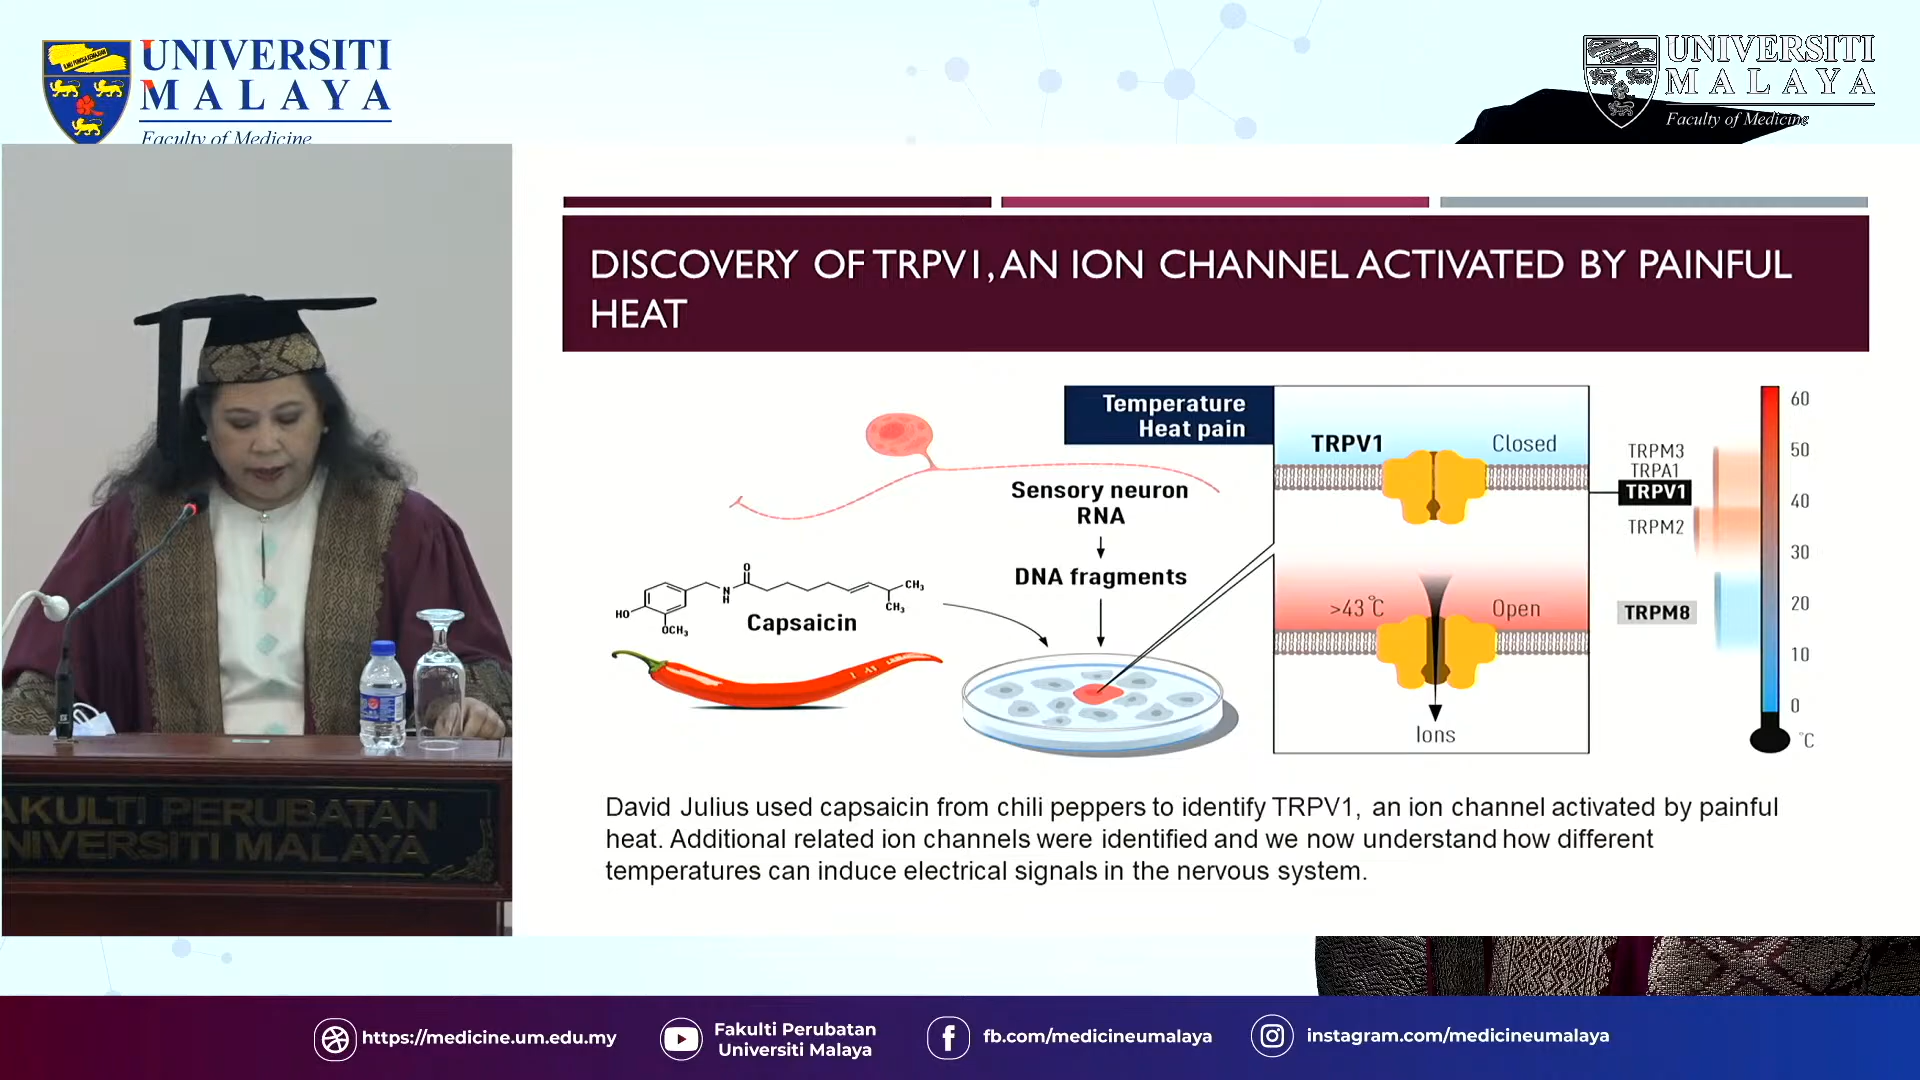 UNIVERSITI
MALAYA
Faculty of Medicine
UNIVERSITI
MALAYA
Faculty of Medicine
DISCOVERY OF TRPV1, AN ION CHANNEL ACTIVATED BY PAINFUL
HEAT
Temperature
Heat pain
TRPV1
Closed
Sensory neuron
RNA
DNA fragments
O
CH₃
CH₃
N
H
HO
OCH₃
Capsaicin
>43°C
Open
Ions
TRPM3
TRPA1
TRPV1
TRPM2
TRPM8
60
50
40
30
20
10
0
°C
David Julius used capsaicin from chili peppers to identify TRPV1, an ion channel activated by painful
heat. Additional related ion channels were identified and we now understand how different
temperatures can induce electrical signals in the nervous system.
AKULTI PERUBATAN
NIVERSITI MALAYA
https://medicine.um.edu.my
Fakulti Perubatan
Universiti Malaya
fb.com/medicineumalaya
instagram.com/medicineumalaya